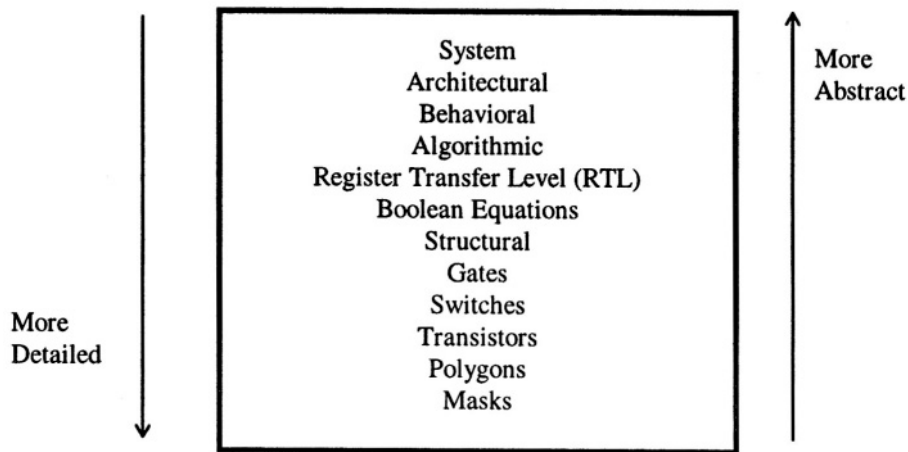 System
Architectural
Behavioral
Algorithmic
Register Transfer Level (RTL)
Boolean Equations
Structural
Gates
Switches
Transistors
Polygons
Masks
More
Detailed
More
Abstract